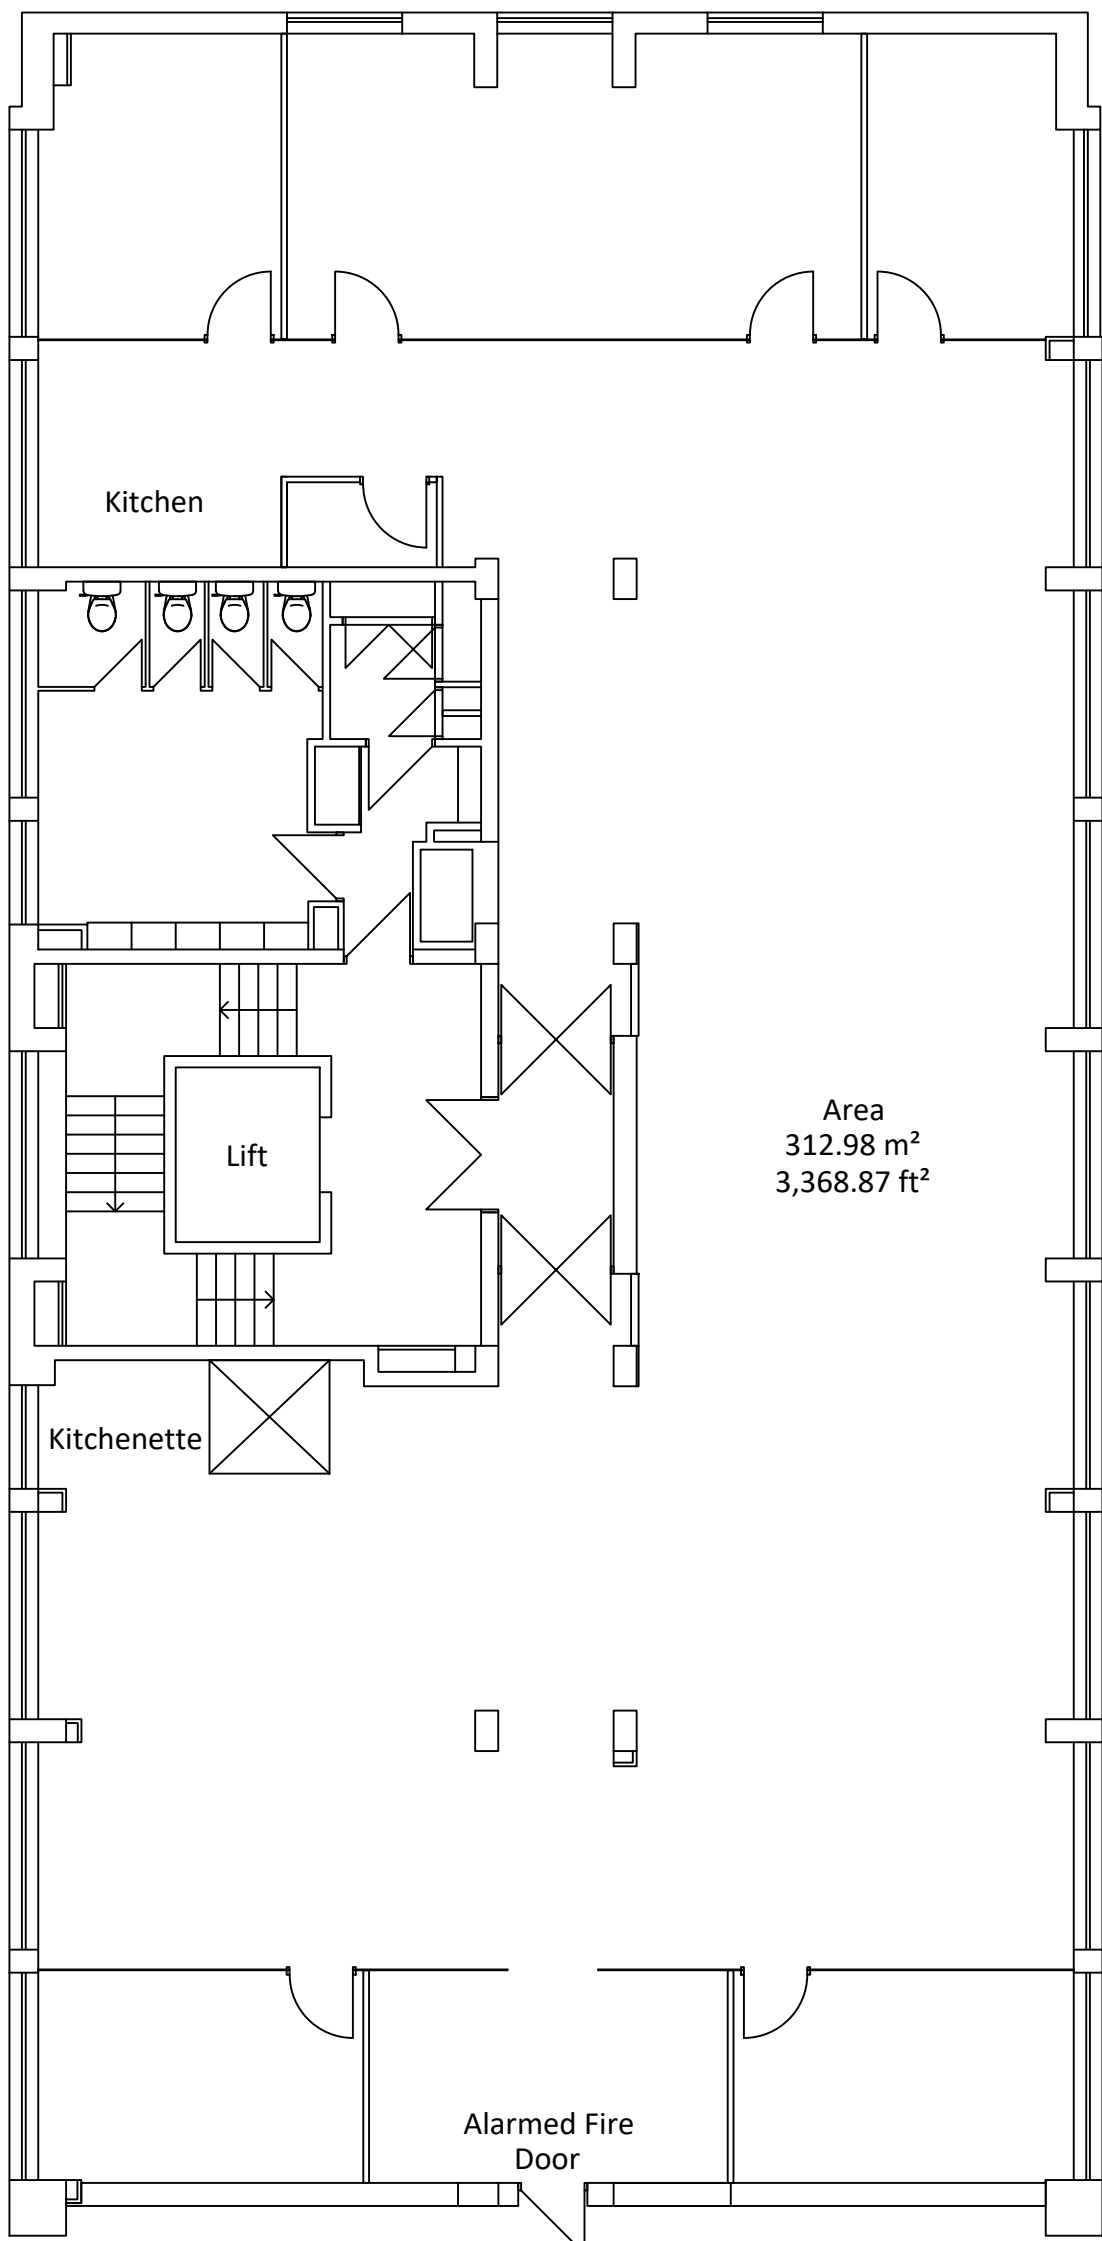 Kitchen
Area
312.98 m²
3,368.87 ft²
Lift
Kitchenette
Alarmed Fire
Door